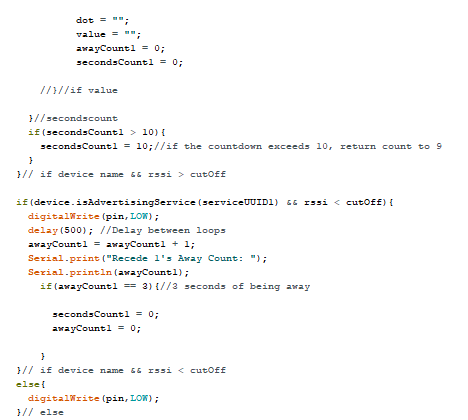 dot = "";
value = "";
awayCount1 = 0;
secondsCount1 = 0;
//}//if value
}//secondscount
if(secondsCount1 > 10){
secondsCount1 = 10;//if the countdown exceeds 10, return count to 9
}
}// if device name && rssi > cutOff
if(device.isAdvertisingService(serviceUUID1) && rssi < cutOff){
digitalWrite(pin,LOW);
delay(500); //Delay between loops
awayCount1 = awayCount1 + 1;
Serial.print("Recede 1's Away Count: ");
Serial.println(awayCount1);
if(awayCount1 == 3){//3 seconds of being away
secondsCount1 = 0;
awayCount1 = 0;
}
}// if device name && rssi < cutOff
else{
digitalWrite(pin,LOW);
}// else